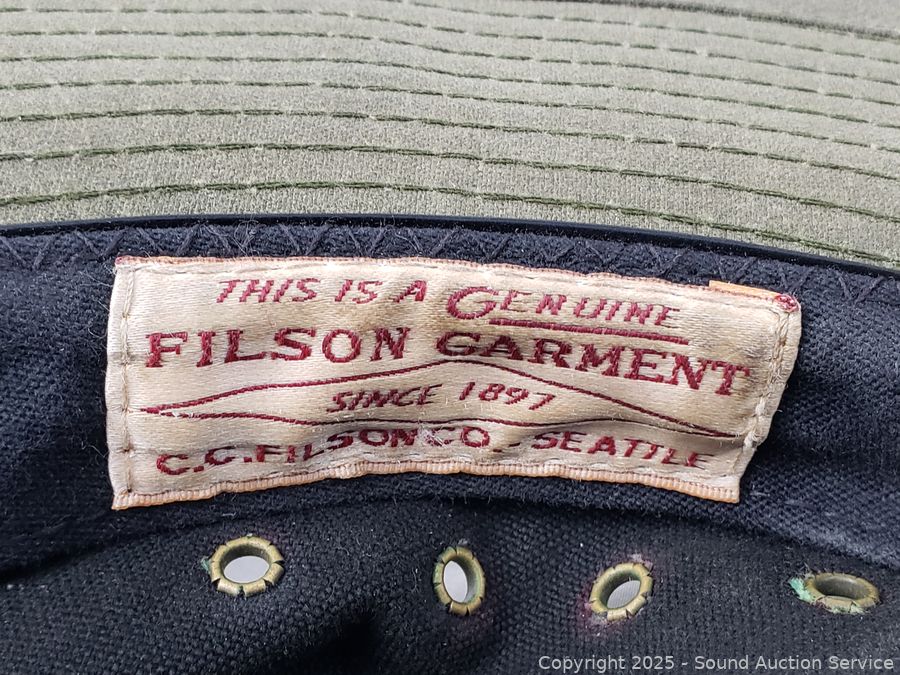 THIS IS A GENUINE
FILSON GARMENT
SINCE 1897
C.C. FILSON CO., SEATTLE
Copyright 2025 - Sound Auction Service